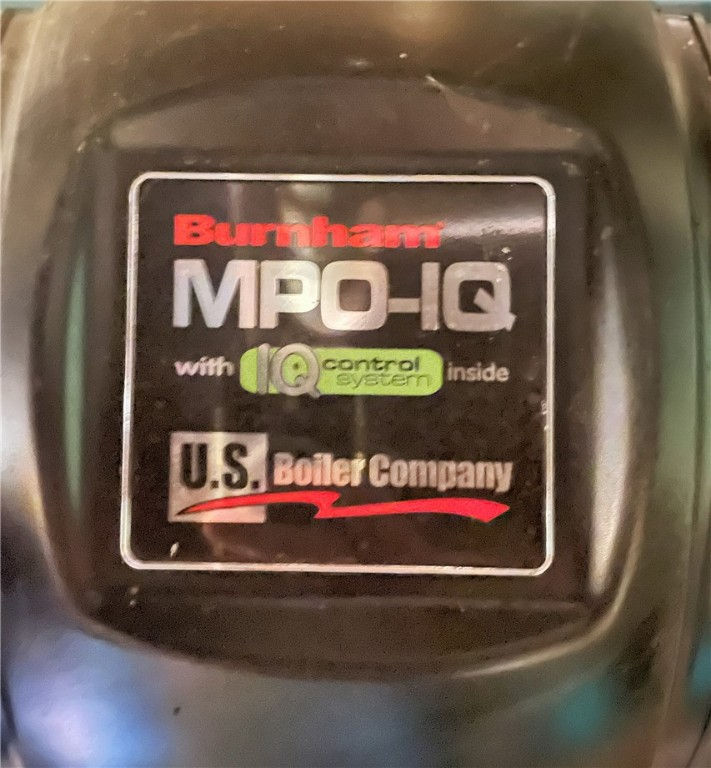 Burnham
MPO-IQ
with IQ control system inside
U.S. Boiler Company